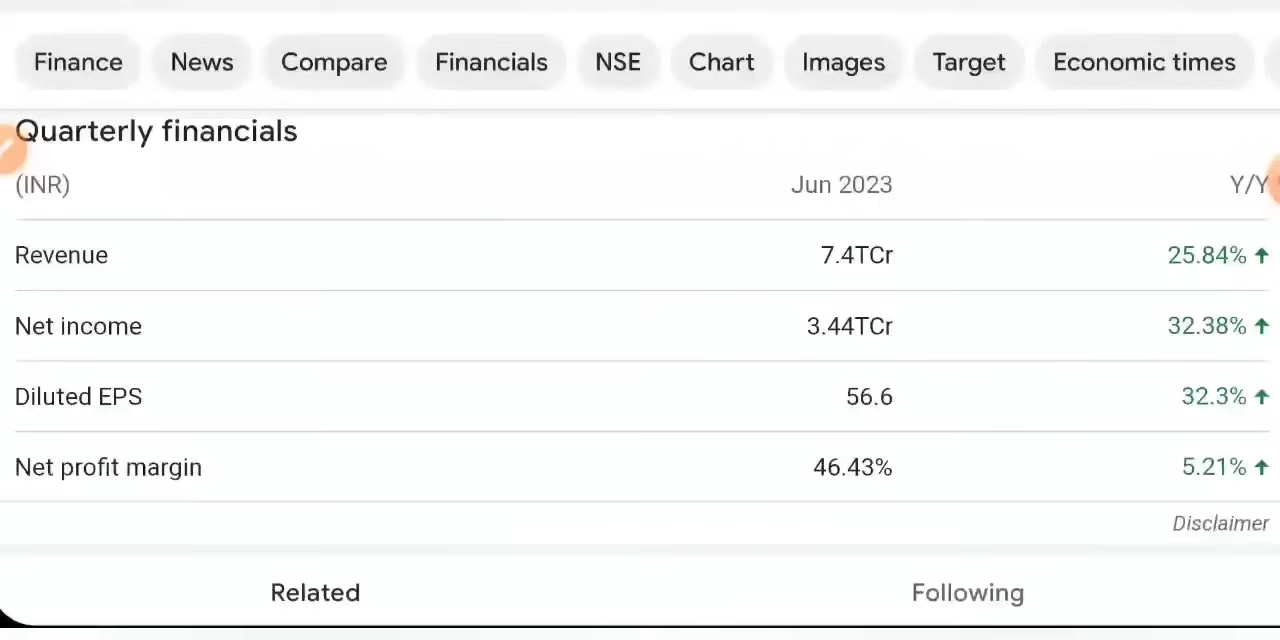 Finance News Compare Financials NSE Chart Images Target Economic times
Quarterly financials
(INR) Jun 2023 Y/Y
Revenue 7.4TCr 25.84% ↑
Net income 3.44TCr 32.38% ↑
Diluted EPS 56.6 32.3% ↑
Net profit margin 46.43% 5.21% ↑
Disclaimer
Related Following